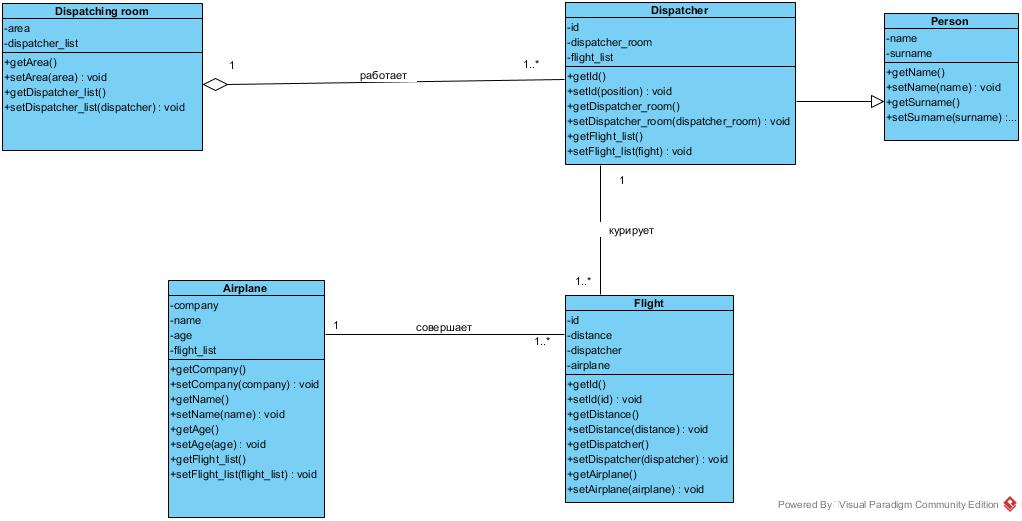 Dispatching room
-area
-dispatcher_list
+getArea()
+setArea(area) : void
+getDispatcher_list()
+setDispatcher_list(dispatcher) : void
1
работает
1..*
Dispatcher
-id
-dispatcher_room
-flight_list
+getId()
+setId(position) : void
+getDispatcher_room()
+setDispatcher_room(dispatcher_room) : void
+getFlight_list()
+setFlight_list(fight) : void
Person
-name
-surname
+getName()
+setName(name) : void
+getSurname()
+setSurname(surname) :...
1
курирует
1..*
Airplane
-company
-name
-age
-flight_list
+getCompany()
+setCompany(company) : void
+getName()
+setName(name) : void
+getAge()
+setAge(age) : void
+getFlight_list()
+setFlight_list(flight_list) : void
1
совершает
1..*
Flight
-id
-distance
-dispatcher
-airplane
+getId()
+setId(id) : void
+getDistance()
+setDistance(distance) : void
+getDispatcher()
+setDispatcher(dispatcher) : void
+getAirplane()
+setAirplane(airplane) : void
Powered By Visual Paradigm Community Edition